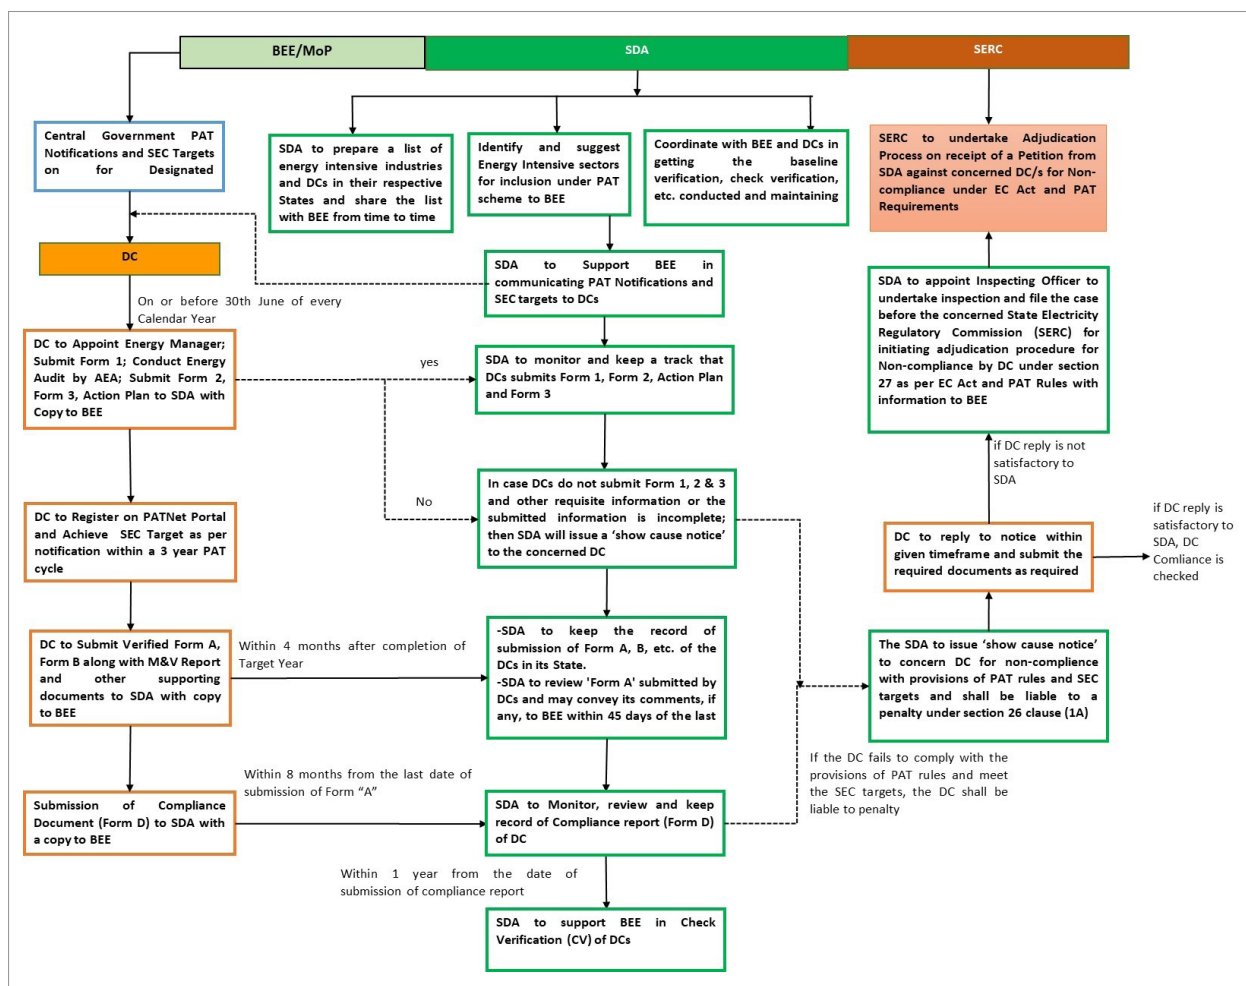 BEE/MoP
SDA
SERC
Central Government PAT
Notifications and SEC Targets
on for Designated
SDA to prepare a list of
energy intensive industries
and DCs in their respective
States and share the list
with BEE from time to time
Identify and suggest
Energy Intensive sectors
for inclusion under PAT
scheme to BEE
Coordinate with BEE and DCs in
getting the baseline
verification, check verification,
etc. conducted and maintaining
SERC to undertake Adjudication
Process on receipt of a Petition from
SDA against concerned DC/s for Non-
compliance under EC Act and PAT
Requirements
DC
SDA to Support BEE in
communicating PAT Notifications and
SEC targets to DCs
On or before 30th June of every
Calendar Year
SDA to appoint Inspecting Officer to
undertake inspection and file the case
before the concerned State Electricity
Regulatory Commission (SERC) for
initiating adjudication procedure for
Non-compliance by DC under section
27 as per EC Act and PAT Rules with
information to BEE
DC to Appoint Energy Manager;
Submit Form 1; Conduct Energy
Audit by AEA; Submit Form 2,
Form 3, Action Plan to SDA with
Copy to BEE
yes
SDA to monitor and keep a track that
DCs submits Form 1, Form 2, Action Plan
and Form 3
if DC reply is not
satisfactory to
SDA
No
In case DCs do not submit Form 1, 2 & 3
and other requisite information or the
submitted information is incomplete;
then SDA will issue a ‘show cause notice’
to the concerned DC
DC to Register on PATNet Portal
and Achieve SEC Target as per
notification within a 3 year PAT
cycle
DC to reply to notice within
given timeframe and submit the
required documents as required
if DC reply is
satisfactory to
SDA, DC
Comliance is
checked
DC to Submit Verified Form A,
Form B along with M&V Report
and other supporting
documents to SDA with copy
to BEE
Within 4 months after completion of
Target Year
-SDA to keep the record of
submission of Form A, B, etc. of the
DCs in its State.
-SDA to review 'Form A' submitted by
DCs and may convey its comments, if
any, to BEE within 45 days of the last
The SDA to issue ‘show cause notice’
to concern DC for non-complience
with provisions of PAT rules and SEC
targets and shall be liable to a
penalty under section 26 clause (1A)
If the DC fails to comply with the
provisions of PAT rules and meet
the SEC targets, the DC shall be
liable to penalty
Within 8 months from the last date of
submission of Form “A”
Submission of Compliance
Document (Form D) to SDA with
a copy to BEE
SDA to Monitor, review and keep
record of Compliance report (Form D)
of DC
Within 1 year from the date of
submission of compliance report
SDA to support BEE in Check
Verification (CV) of DCs